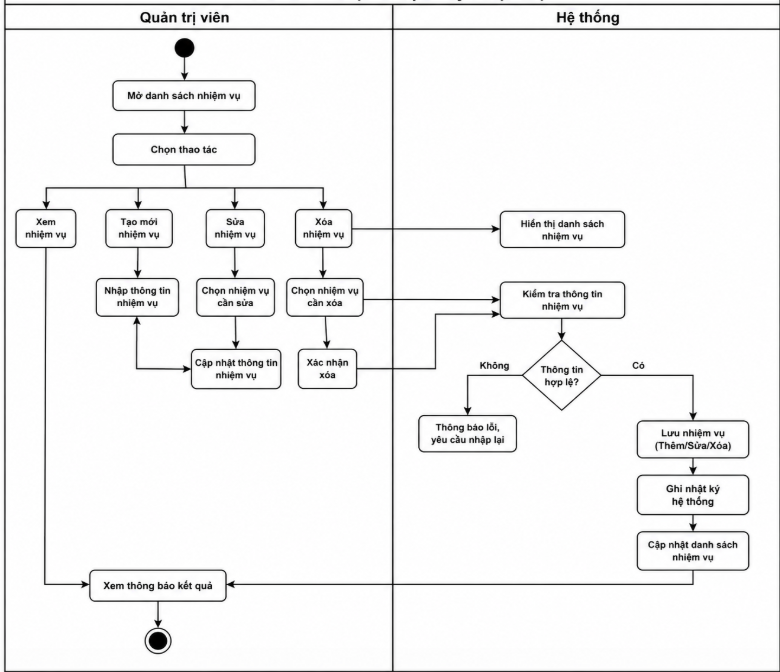 Quản trị viên
Hệ thống
Mở danh sách nhiệm vụ
Chọn thao tác
Xem
nhiệm vụ
Tạo mới
nhiệm vụ
Sửa
nhiệm vụ
Xóa
nhiệm vụ
Hiển thị danh sách
nhiệm vụ
Nhập thông tin
nhiệm vụ
Chọn nhiệm vụ
cần sửa
Chọn nhiệm vụ
cần xóa
Kiểm tra thông tin
nhiệm vụ
Cập nhật thông tin
nhiệm vụ
Xác nhận
xóa
Không
Thông tin
hợp lệ?
Có
Thông báo lỗi,
yêu cầu nhập lại
Lưu nhiệm vụ
(Thêm/Sửa/Xóa)
Ghi nhật ký
hệ thống
Cập nhật danh sách
nhiệm vụ
Xem thông báo kết quả